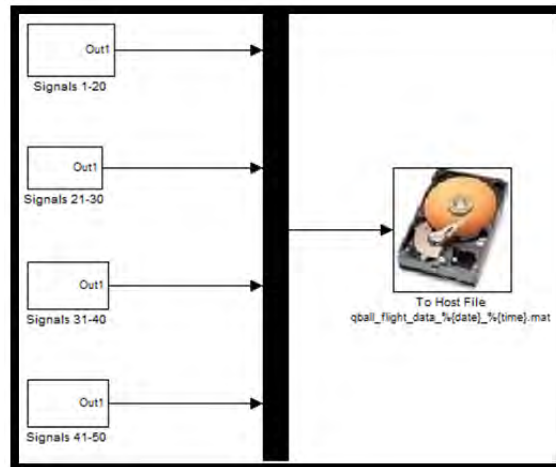 Out1
Signals 1-20
Out1
Signals 21-30
Out1
Signals 31-40
Out1
Signals 41-50
To Host File
qball_flight_data_%{date}_%{time}.mat